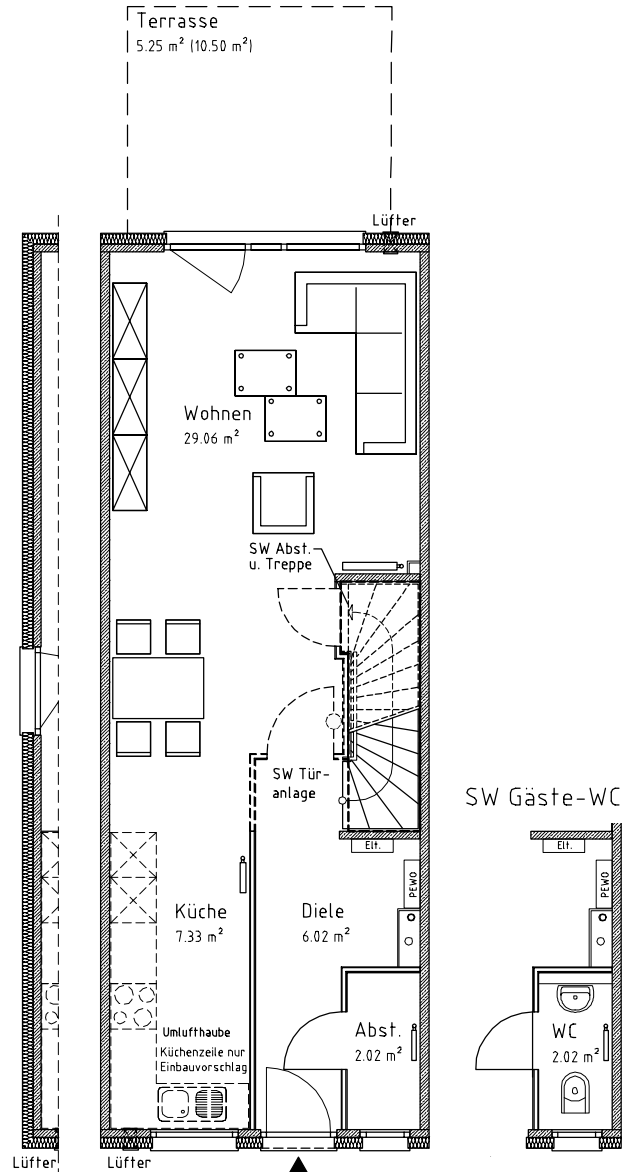 Terrasse
5.25 m² (10.50 m²)
Lüfter
Wohnen
29.06 m²
SW Abst.
u. Treppe
SW Tür-
anlage
SW Gäste-WC
Elt.
Elt.
PEWO
PEWO
Küche
7.33 m²
Diele
6.02 m²
Umlufthaube
Küchenzeile nur
Einbauvorschlag
Abst.
2.02 m²
WC
2.02 m²
Lüfter
Lüfter